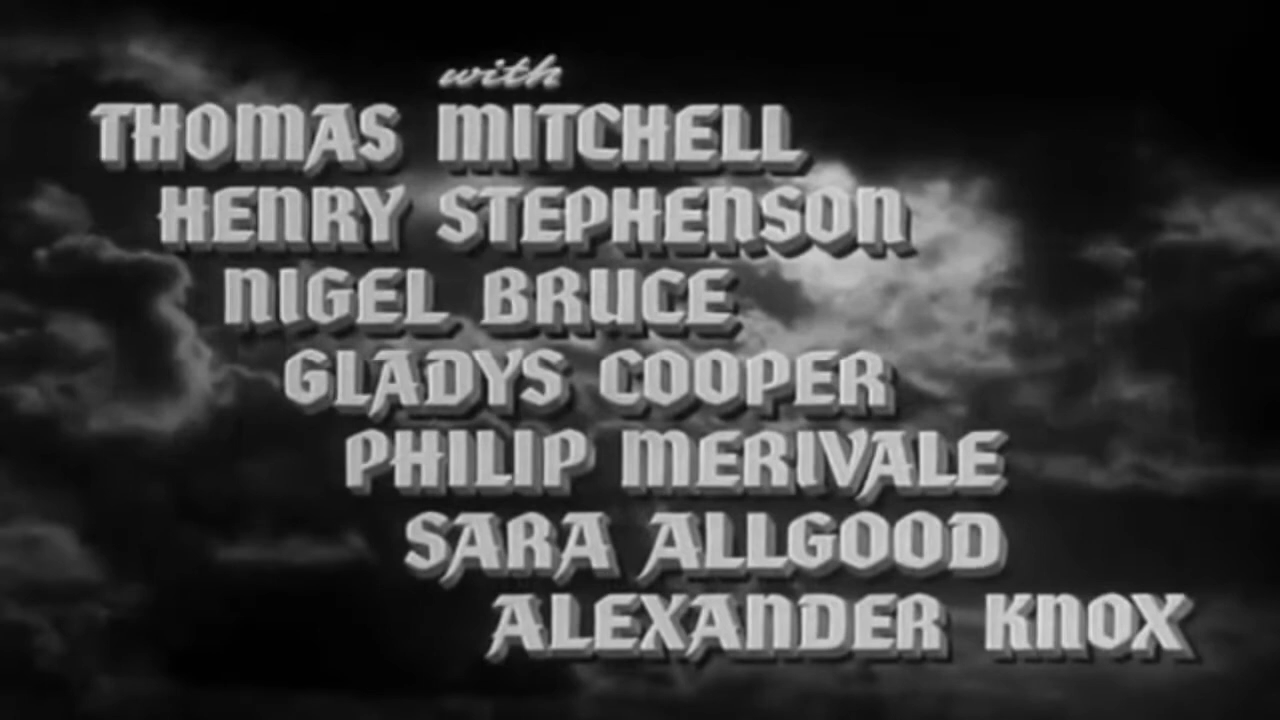 with
THOMAS MITCHELL
HENRY STEPHENSON
NIGEL BRUCE
GLADYS COOPER
PHILIP MERIVALE
SARA ALLGOOD
ALEXANDER KNOX